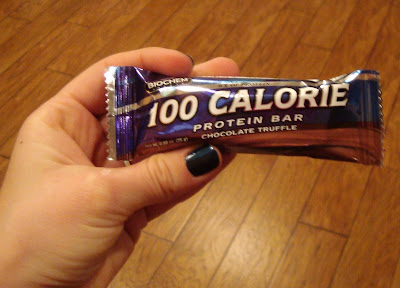 BIOCHEM
100 CALORIE
PROTEIN BAR
CHOCOLATE TRUFFLE